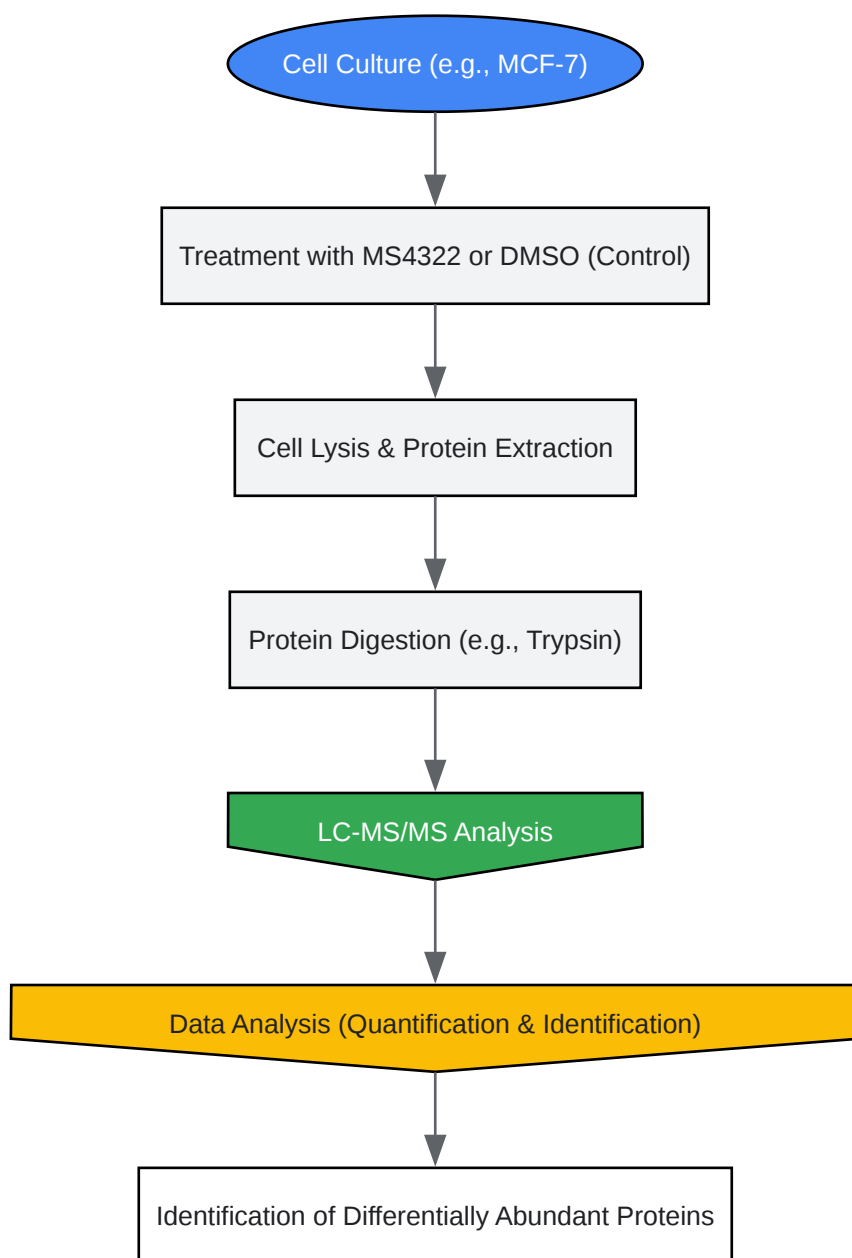 Cell Culture (e.g., MCF-7)
Treatment with MS4322 or DMSO (Control)
Cell Lysis & Protein Extraction
Protein Digestion (e.g., Trypsin)
LC-MS/MS Analysis
Data Analysis (Quantification & Identification)
Identification of Differentially Abundant Proteins